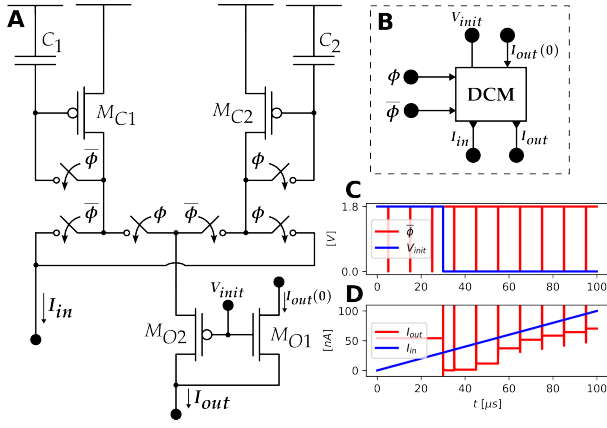 A
C1
C2
MC1
MC2
ϕ̅
ϕ
ϕ̅
ϕ
ϕ̅
ϕ
Iin
Vinit
Iout(0)
MO2
MO1
Iout
B
Vinit
Iout(0)
ϕ
DCM
ϕ̅
Iin
Iout
C
1.8
[V]
ϕ̅
Vinit
0.0
0 20 40 60 80 100
D
100
[nA]
50
Iout
Iin
0
0 20 40 60 80 100
t [μs]